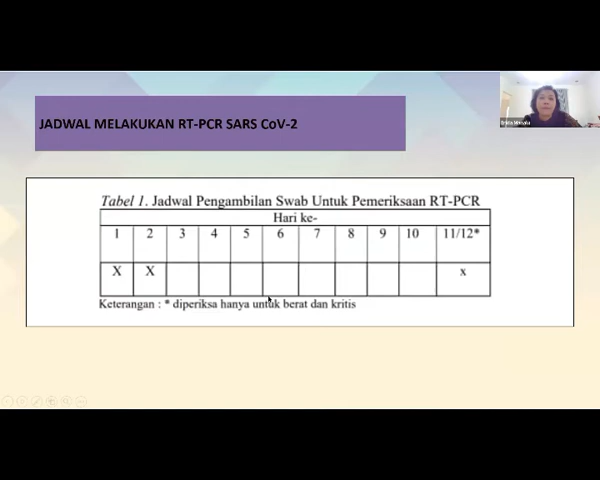 JADWAL MELAKUKAN RT-PCR SARS CoV-2
Tabel 1. Jadwal Pengambilan Swab Untuk Pemeriksaan RT-PCR
Hari ke-
1 2 3 4 5 6 7 8 9 10 11/12*
X X x
Keterangan : * diperiksa hanya untuk berat dan kritis